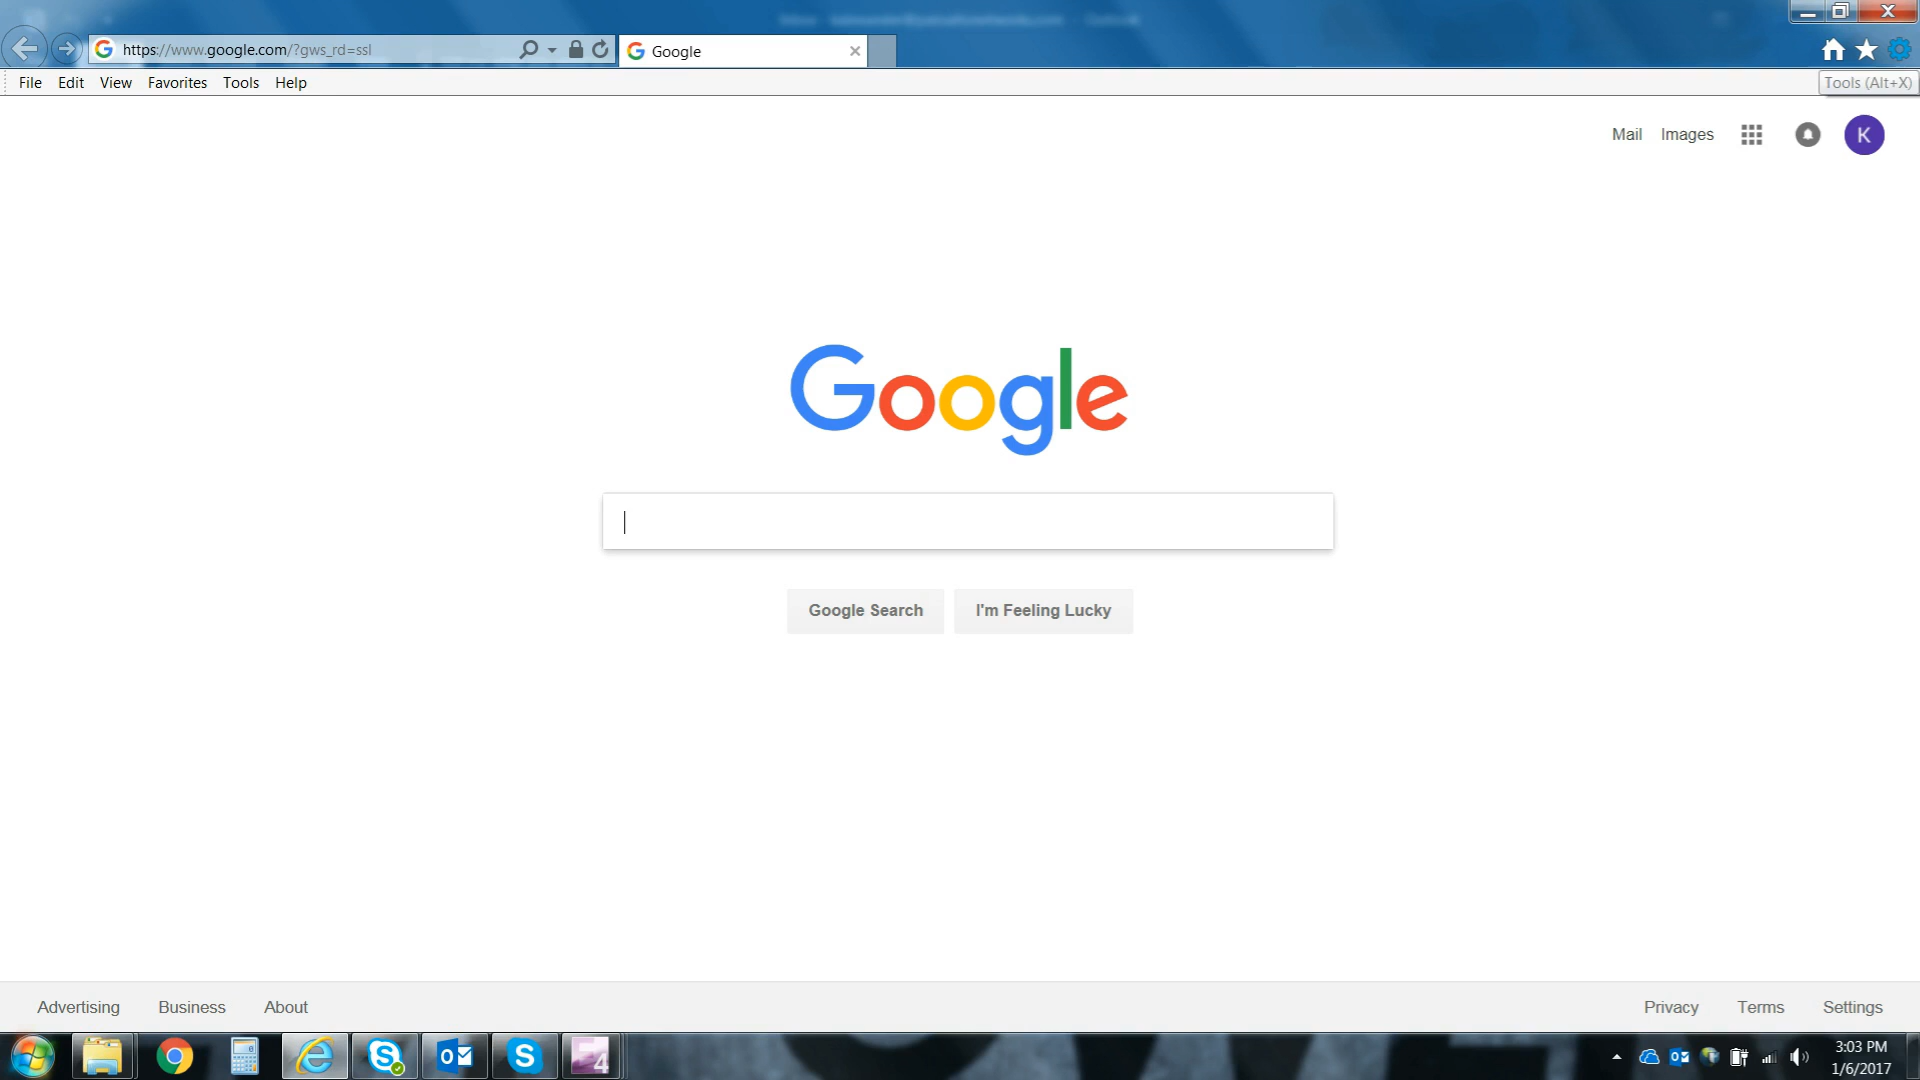 https://www.google.com/?gws_rd=ssl
Google
File Edit View Favorites Tools Help
Tools (Alt+X)
Mail Images K
Google
Google Search I'm Feeling Lucky
Advertising Business About Privacy Terms Settings
3:03 PM
1/6/2017